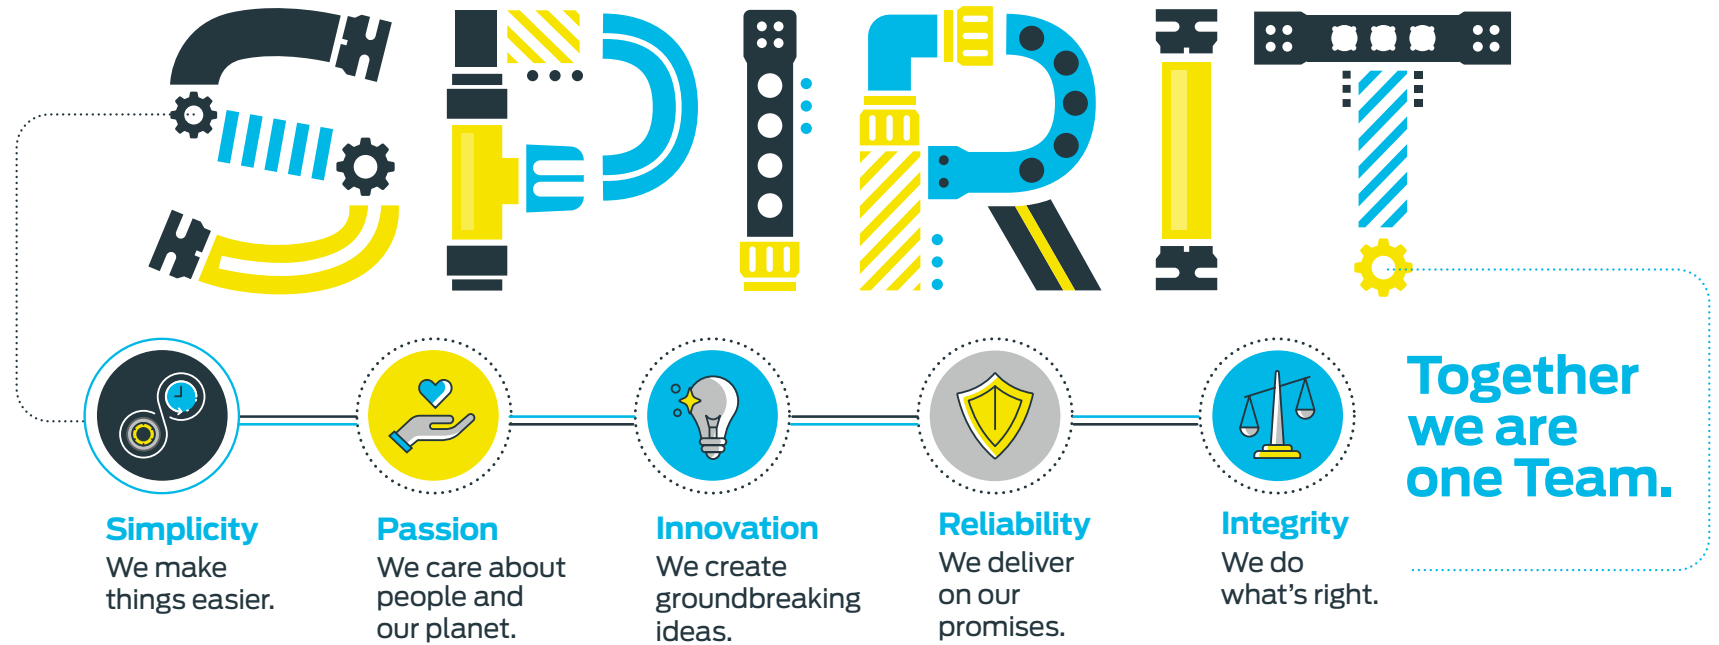 SPIRIT
Simplicity
We make
things easier.
Passion
We care about
people and
our planet.
Innovation
We create
groundbreaking
ideas.
Reliability
We deliver
on our
promises.
Integrity
We do
what's right.
Together
we are
one Team.